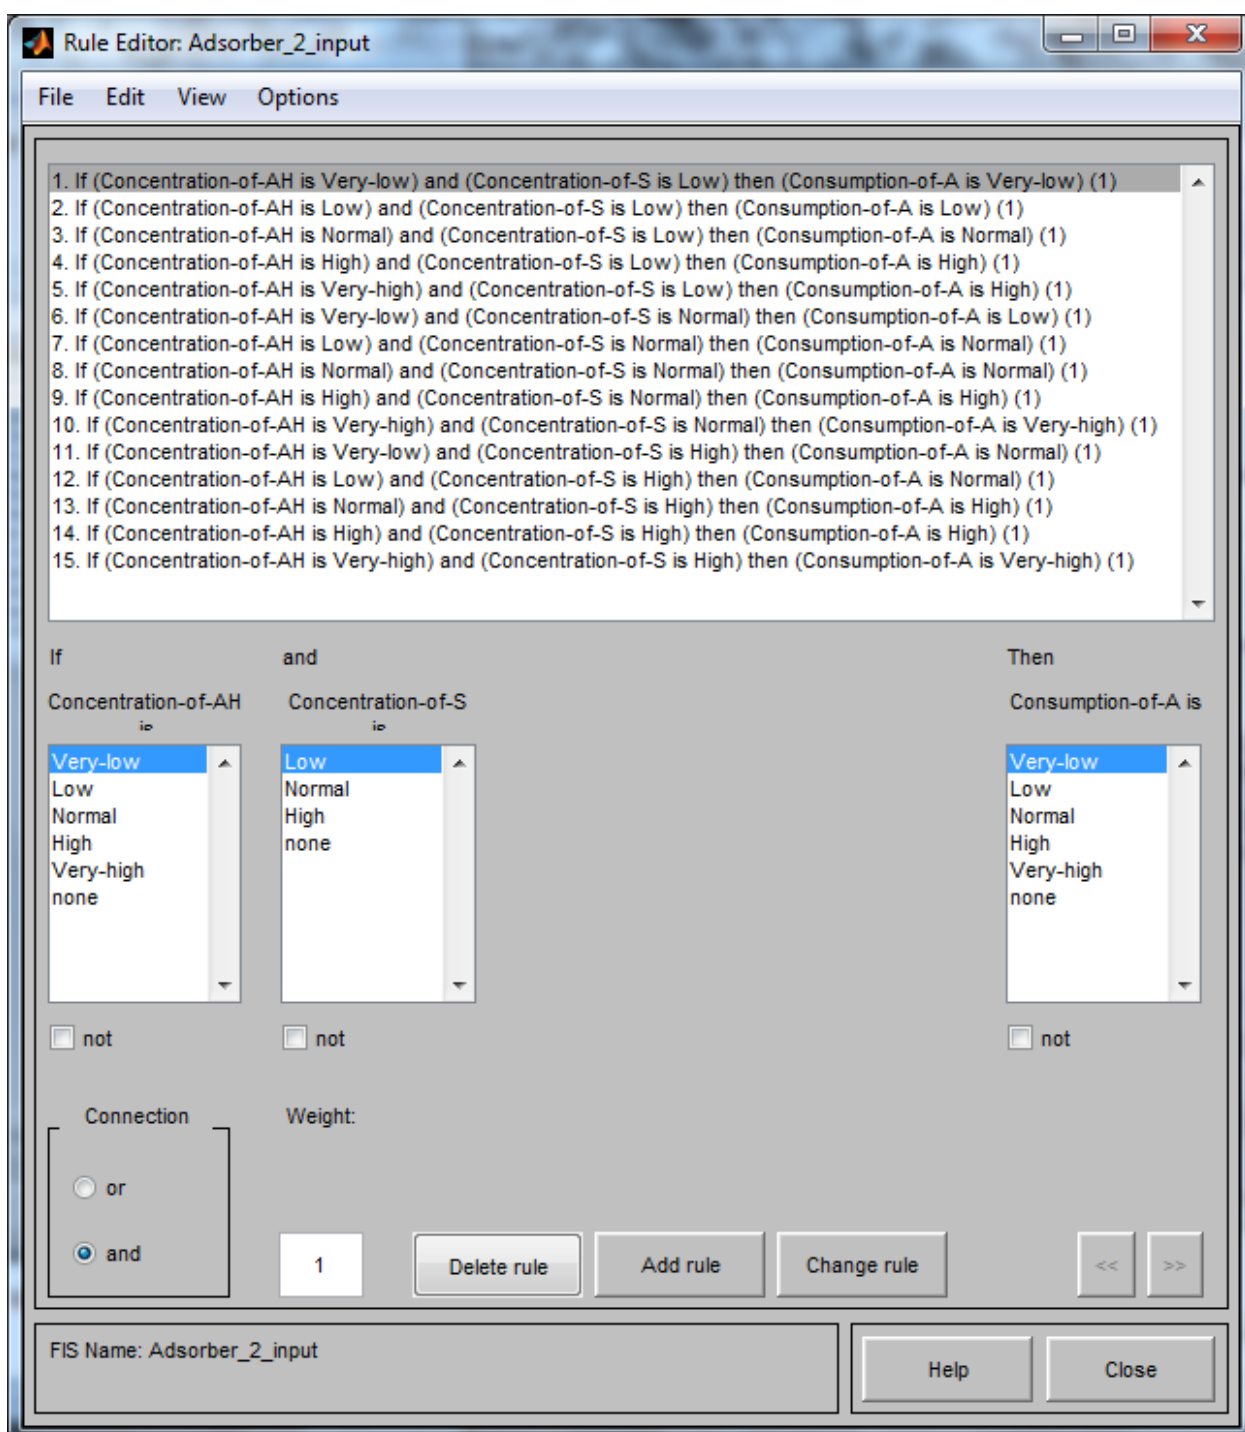 Rule Editor: Adsorber_2_input
File Edit View Options
1. If (Concentration-of-AH is Very-low) and (Concentration-of-S is Low) then (Consumption-of-A is Very-low) (1)
2. If (Concentration-of-AH is Low) and (Concentration-of-S is Low) then (Consumption-of-A is Low) (1)
3. If (Concentration-of-AH is Normal) and (Concentration-of-S is Low) then (Consumption-of-A is Normal) (1)
4. If (Concentration-of-AH is High) and (Concentration-of-S is Low) then (Consumption-of-A is High) (1)
5. If (Concentration-of-AH is Very-high) and (Concentration-of-S is Low) then (Consumption-of-A is High) (1)
6. If (Concentration-of-AH is Very-low) and (Concentration-of-S is Normal) then (Consumption-of-A is Low) (1)
7. If (Concentration-of-AH is Low) and (Concentration-of-S is Normal) then (Consumption-of-A is Normal) (1)
8. If (Concentration-of-AH is Normal) and (Concentration-of-S is Normal) then (Consumption-of-A is Normal) (1)
9. If (Concentration-of-AH is High) and (Concentration-of-S is Normal) then (Consumption-of-A is High) (1)
10. If (Concentration-of-AH is Very-high) and (Concentration-of-S is Normal) then (Consumption-of-A is Very-high) (1)
11. If (Concentration-of-AH is Very-low) and (Concentration-of-S is High) then (Consumption-of-A is Normal) (1)
12. If (Concentration-of-AH is Low) and (Concentration-of-S is High) then (Consumption-of-A is Normal) (1)
13. If (Concentration-of-AH is Normal) and (Concentration-of-S is High) then (Consumption-of-A is High) (1)
14. If (Concentration-of-AH is High) and (Concentration-of-S is High) then (Consumption-of-A is High) (1)
15. If (Concentration-of-AH is Very-high) and (Concentration-of-S is High) then (Consumption-of-A is Very-high) (1)
If
Concentration-of-AH
is
Very-low
Low
Normal
High
Very-high
none
not
and
Concentration-of-S
is
Low
Normal
High
none
not
Then
Consumption-of-A is
Very-low
Low
Normal
High
Very-high
none
not
Connection
or
and
Weight:
1
Delete rule
Add rule
Change rule
<<
>>
FIS Name: Adsorber_2_input
Help
Close